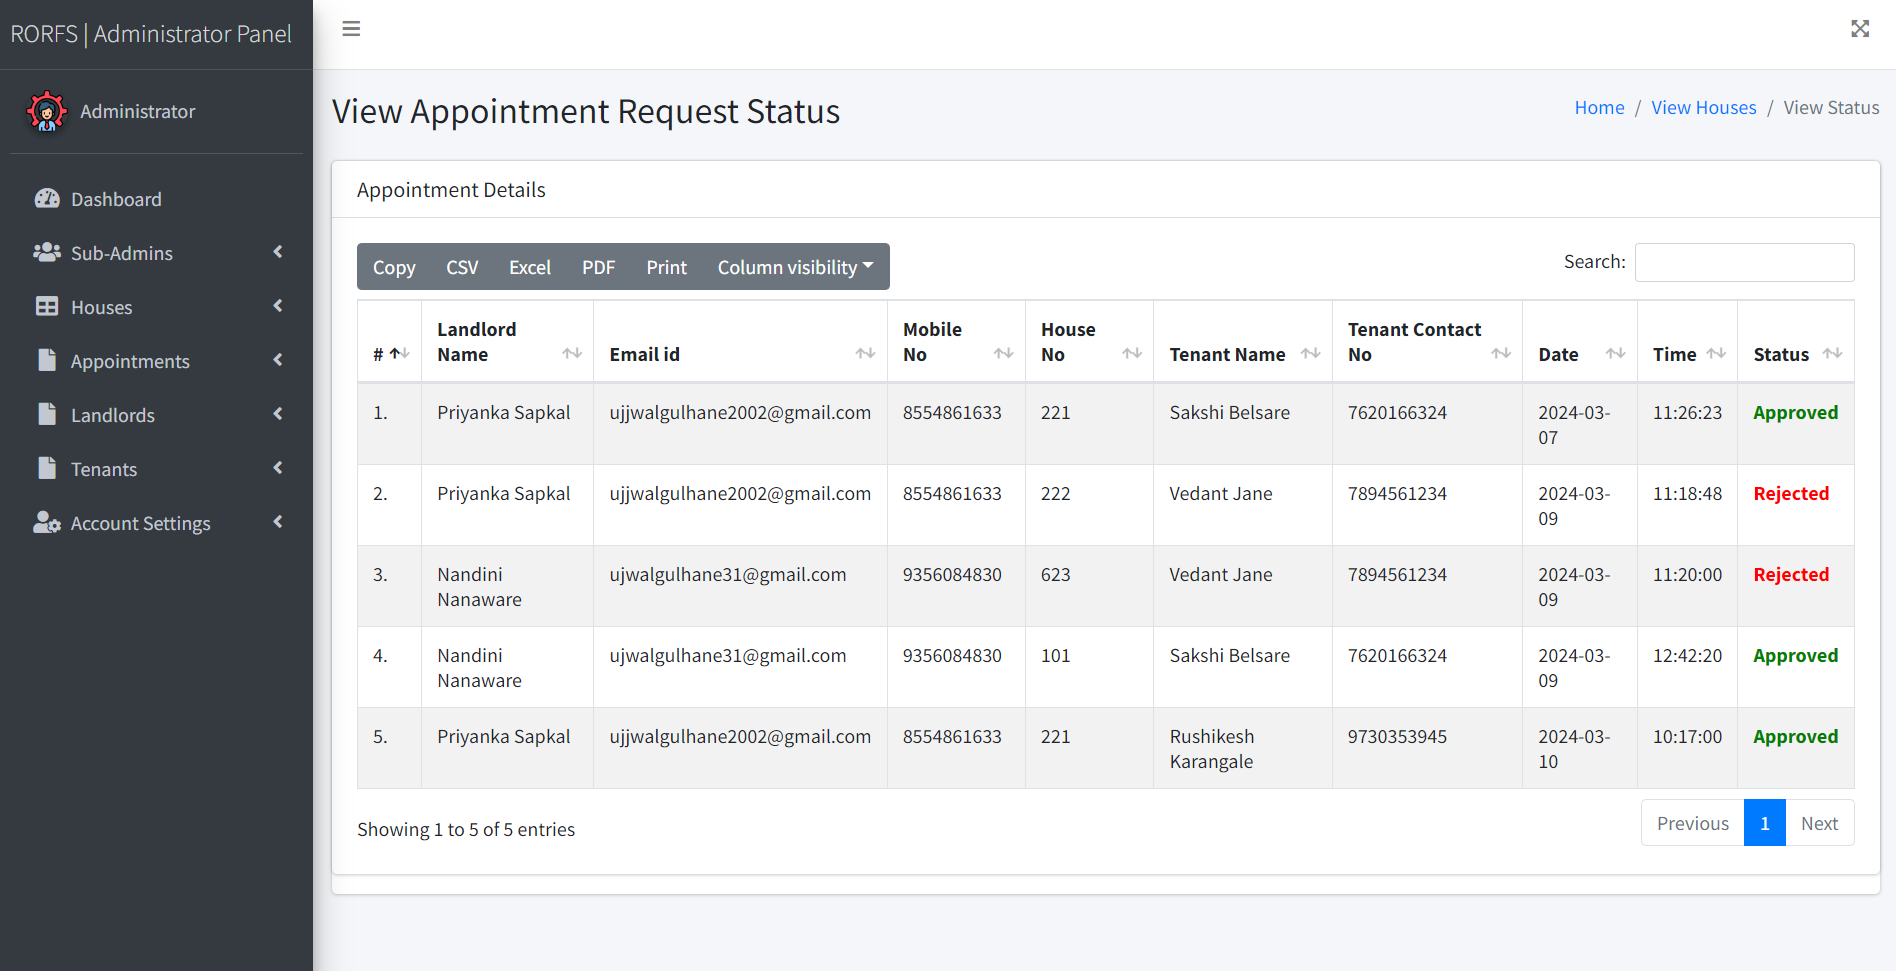 RORFS | Administrator Panel
Administrator
Dashboard
Sub-Admins
Houses
Appointments
Landlords
Tenants
Account Settings
View Appointment Request Status
Home / View Houses / View Status
Appointment Details
Copy CSV Excel PDF Print Column visibility
Search:
# Landlord Name Email id Mobile No House No Tenant Name Tenant Contact No Date Time Status
1. Priyanka Sapkal ujjwalgulhane2002@gmail.com 8554861633 221 Sakshi Belsare 7620166324 2024-03-07 11:26:23 Approved
2. Priyanka Sapkal ujjwalgulhane2002@gmail.com 8554861633 222 Vedant Jane 7894561234 2024-03-09 11:18:48 Rejected
3. Nandini Nanaware ujwalgulhane31@gmail.com 9356084830 623 Vedant Jane 7894561234 2024-03-09 11:20:00 Rejected
4. Nandini Nanaware ujwalgulhane31@gmail.com 9356084830 101 Sakshi Belsare 7620166324 2024-03-09 12:42:20 Approved
5. Priyanka Sapkal ujjwalgulhane2002@gmail.com 8554861633 221 Rushikesh Karangale 9730353945 2024-03-10 10:17:00 Approved
Showing 1 to 5 of 5 entries
Previous 1 Next